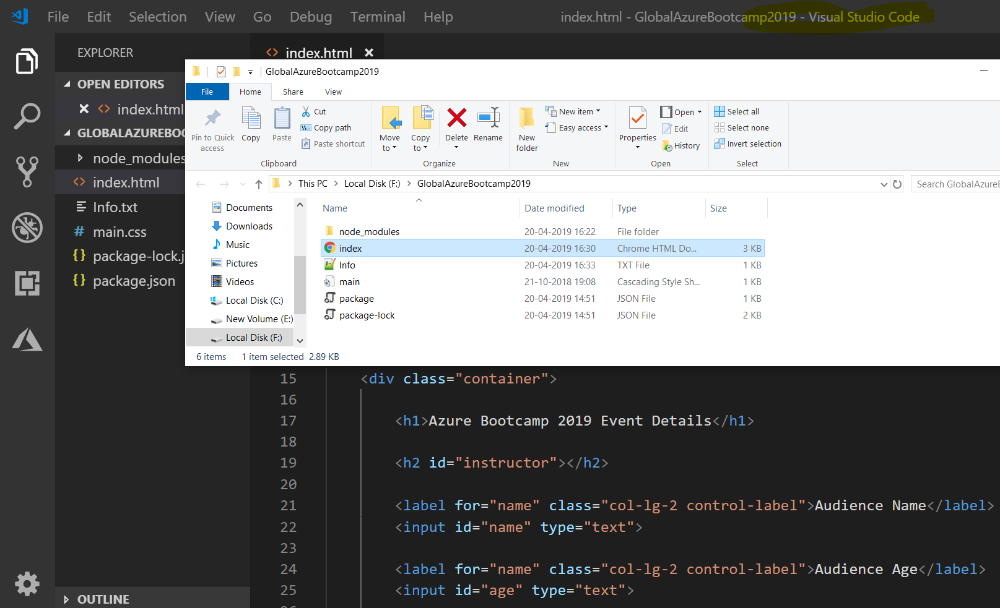 File Edit Selection View Go Debug Terminal Help index.html - GlobalAzureBootcamp2019 - Visual Studio Code
EXPLORER
index.html
OPEN EDITORS
index.html
GLOBALAZUREBOO
node_modules
index.html
Info.txt
main.css
package-lock.j
package.json
OUTLINE
GlobalAzureBootcamp2019
File Home Share View
Pin to Quick access
Copy
Paste
Cut
Copy path
Paste shortcut
Clipboard
Move to
Copy to
Delete
Rename
Organize
New folder
New item
Easy access
New
Properties
Open
Edit
History
Open
Select all
Select none
Invert selection
Select
This PC > Local Disk (F:) > GlobalAzureBootcamp2019
Search GlobalAzureB
Documents
Downloads
Music
Pictures
Videos
Local Disk (C:)
New Volume (E:)
Local Disk (F:)
Name Date modified Type Size
node_modules 20-04-2019 16:22 File folder
index 20-04-2019 16:30 Chrome HTML Do... 3 KB
Info 20-04-2019 16:33 TXT File 1 KB
main 21-10-2018 19:08 Cascading Style Sh... 1 KB
package 20-04-2019 14:51 JSON File 1 KB
package-lock 20-04-2019 14:51 JSON File 2 KB
6 items 1 item selected 2.89 KB
15 <div class="container">
16
17 <h1>Azure Bootcamp 2019 Event Details</h1>
18
19 <h2 id="instructor"></h2>
20
21 <label for="name" class="col-lg-2 control-label">Audience Name</label>
22 <input id="name" type="text">
23
24 <label for="name" class="col-lg-2 control-label">Audience Age</label>
25 <input id="age" type="text">